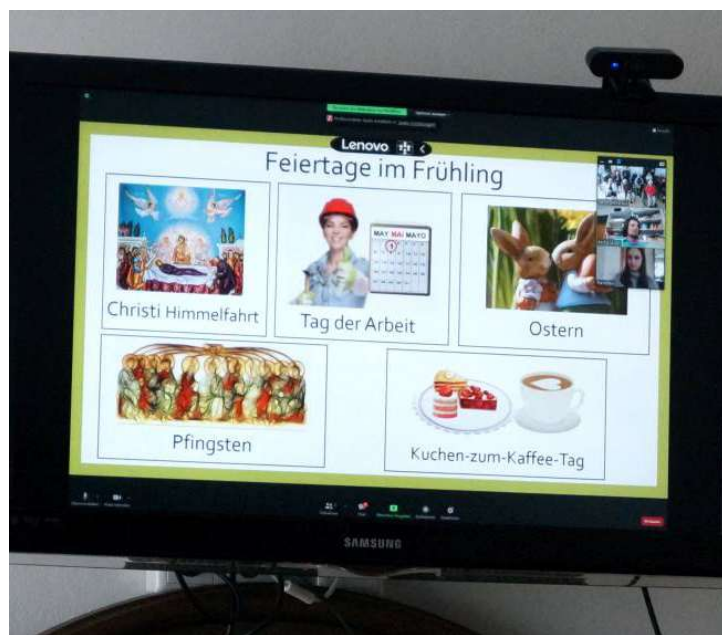 Lenovo
Feiertage im Frühling
MAY MAI MAYO
1
Christi Himmelfahrt
Tag der Arbeit
Ostern
Pfingsten
Kuchen-zum-Kaffee-Tag
SAMSUNG